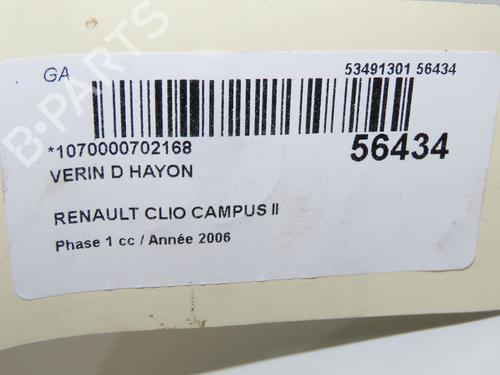 GA 53491301 56434
*1070000702168 56434
VERIN D HAYON
RENAULT CLIO CAMPUS II
Phase 1 cc / Année 2006
B-PARTS